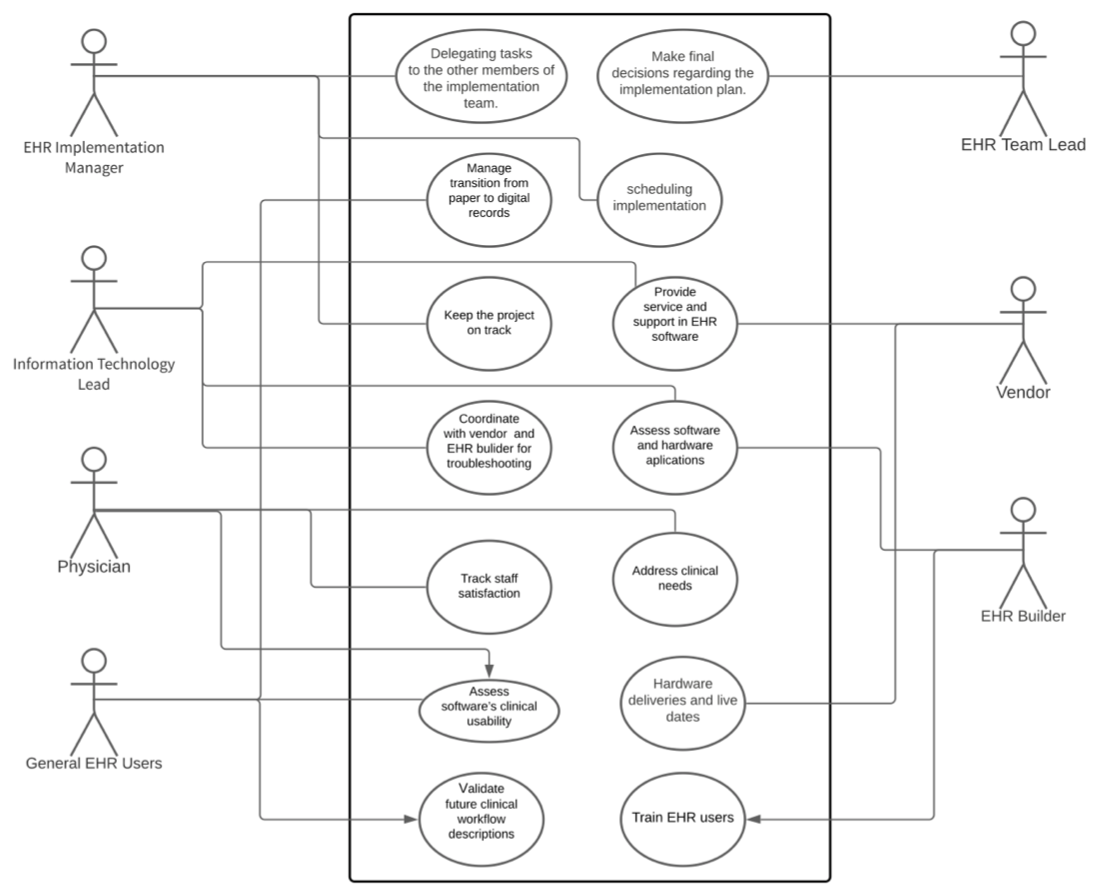 Delegating tasks
to the other members of
the implementation
team.
Make final
decisions regarding the
implementation plan.
EHR Implementation
Manager
EHR Team Lead
Manage
transition from
paper to digital
records
scheduling
implementation
Information Technology
Lead
Keep the project
on track
Provide
service and
support in EHR
software
Vendor
Coordinate
with vendor and
EHR bulider for
troubleshooting
Assess software
and hardware
aplications
Physician
Track staff
satisfaction
Address clinical
needs
EHR Builder
General EHR Users
Assess
software's clinical
usability
Hardware
deliveries and live
dates
Validate
future clinical
workflow
descriptions
Train EHR users